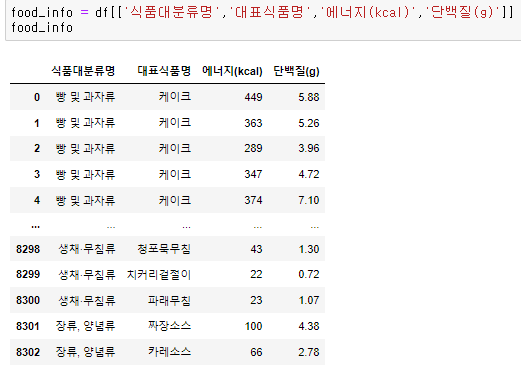 food_info = df[['식품대분류명','대표식품명','에너지(kcal)','단백질(g)']]
food_info
식품대분류명 대표식품명 에너지(kcal) 단백질(g)
0 빵 및 과자류 케이크 449 5.88
1 빵 및 과자류 케이크 363 5.26
2 빵 및 과자류 케이크 289 3.96
3 빵 및 과자류 케이크 347 4.72
4 빵 및 과자류 케이크 374 7.10
... ... ... ... ...
8298 생채·무침류 청포묵무침 43 1.30
8299 생채·무침류 치커리겉절이 22 0.72
8300 생채·무침류 파래무침 23 1.07
8301 장류, 양념류 짜장소스 100 4.38
8302 장류, 양념류 카레소스 66 2.78